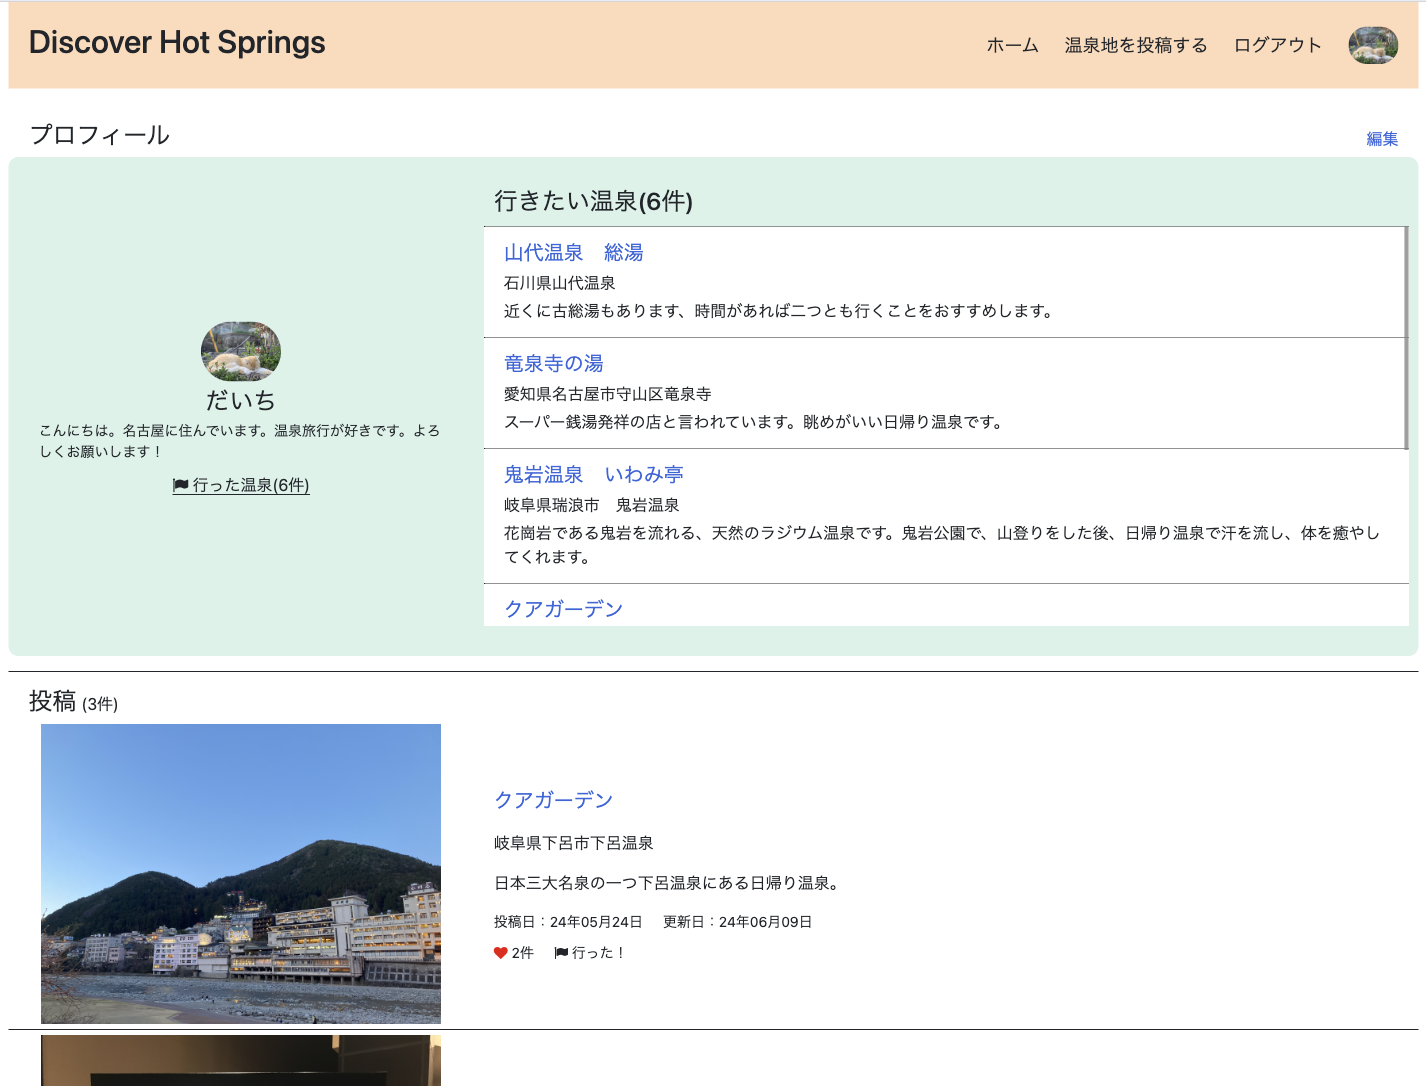 Discover Hot Springs
ホーム 温泉地を投稿する ログアウト
プロフィール
編集
だいち
こんにちは。名古屋に住んでいます。温泉旅行が好きです。よろ
しくお願いします！
行った温泉(6件)
行きたい温泉(6件)
山代温泉　総湯
石川県山代温泉
近くに古総湯もあります、時間があれば二つとも行くことをおすすめします。
竜泉寺の湯
愛知県名古屋市守山区竜泉寺
スーパー銭湯発祥の店と言われています。眺めがいい日帰り温泉です。
鬼岩温泉　いわみ亭
岐阜県瑞浪市　鬼岩温泉
花崗岩である鬼岩を流れる、天然のラジウム温泉です。鬼岩公園で、山登りをした後、日帰り温泉で汗を流し、体を癒やし
てくれます。
クアガーデン
投稿 (3件)
クアガーデン
岐阜県下呂市下呂温泉
日本三大名泉の一つ下呂温泉にある日帰り温泉。
投稿日：24年05月24日 更新日：24年06月09日
2件 行った！